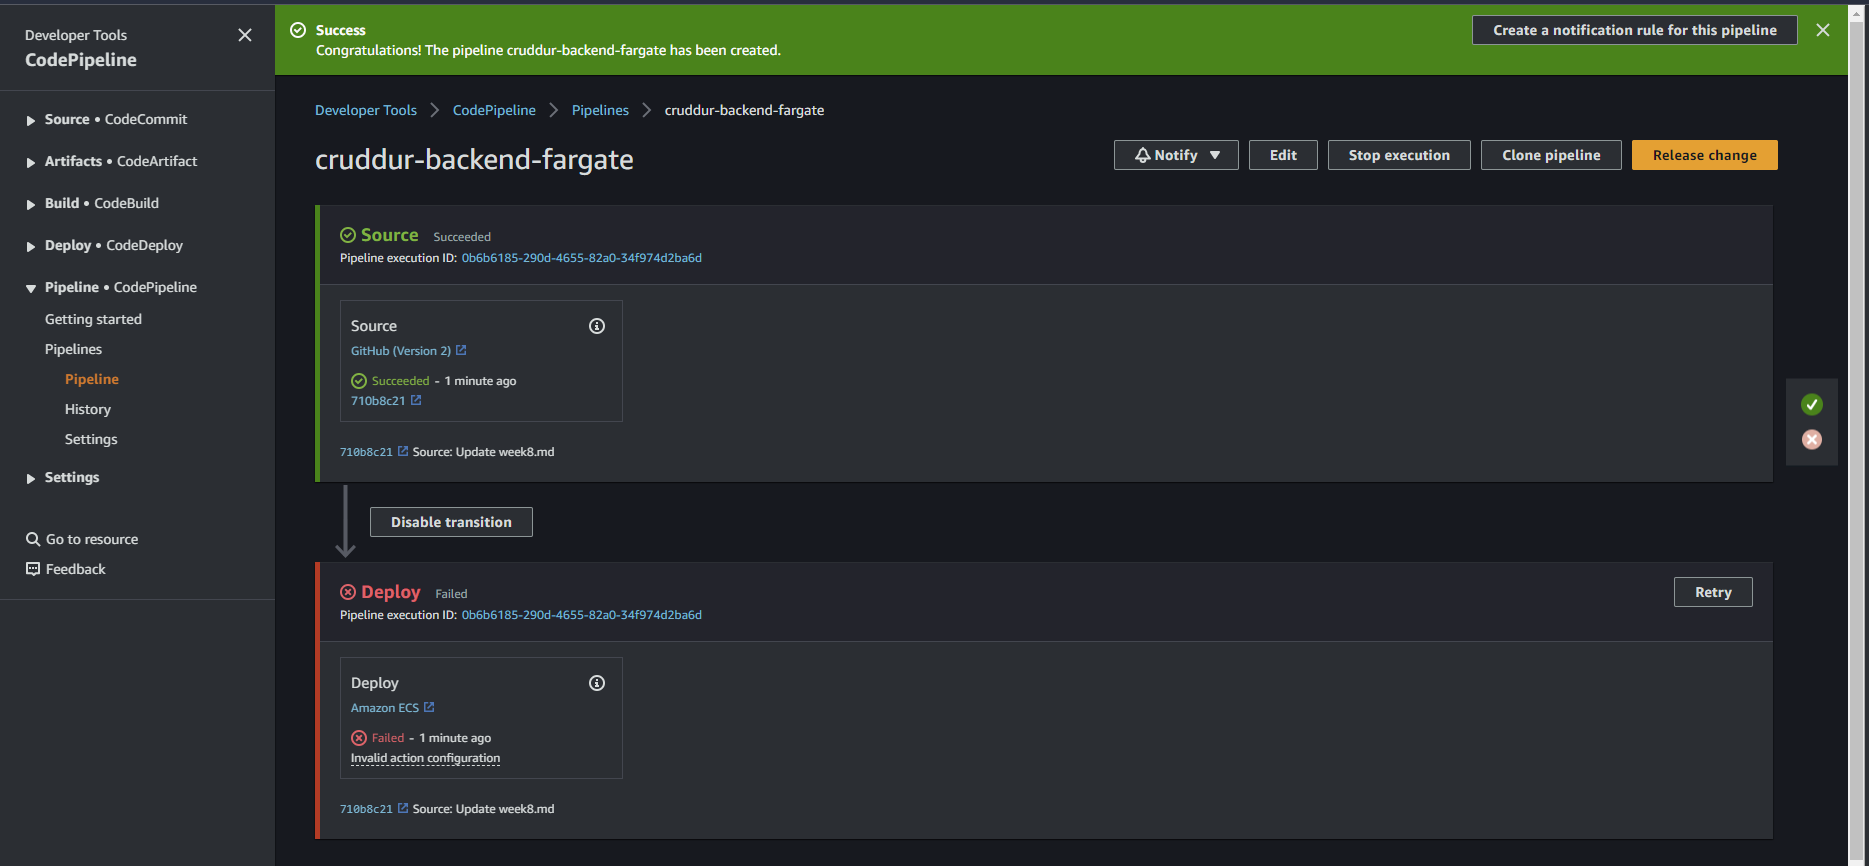 Developer Tools
CodePipeline
Source • CodeCommit
Artifacts • CodeArtifact
Build • CodeBuild
Deploy • CodeDeploy
Pipeline • CodePipeline
Getting started
Pipelines
Pipeline
History
Settings
Settings
Go to resource
Feedback
Success
Congratulations! The pipeline cruddur-backend-fargate has been created.
Create a notification rule for this pipeline
Developer Tools CodePipeline Pipelines cruddur-backend-fargate
cruddur-backend-fargate
Notify Edit Stop execution Clone pipeline Release change
Source Succeeded
Pipeline execution ID: 0b6b6185-290d-4655-82a0-34f974d2ba6d
Source
GitHub (Version 2)
Succeeded - 1 minute ago
710b8c21
710b8c21 Source: Update week8.md
Disable transition
Deploy Failed
Retry
Pipeline execution ID: 0b6b6185-290d-4655-82a0-34f974d2ba6d
Deploy
Amazon ECS
Failed - 1 minute ago
Invalid action configuration
710b8c21 Source: Update week8.md